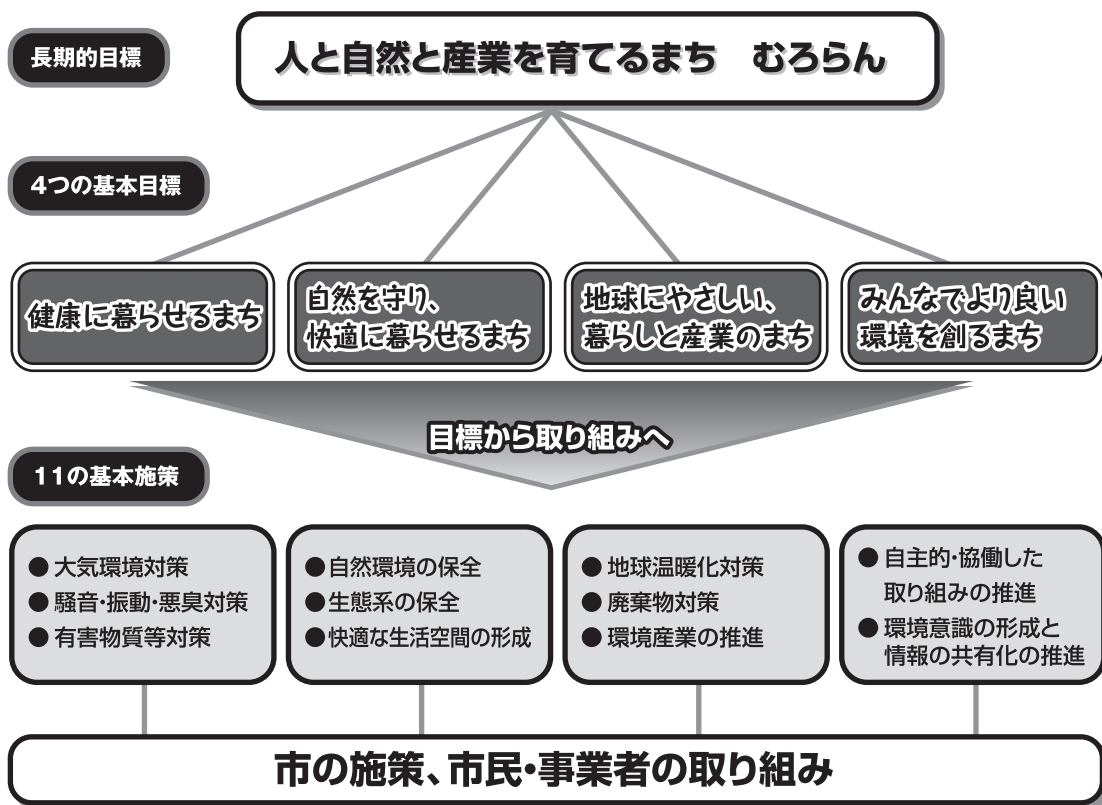 長期的目標
人と自然と産業を育てるまち　むろらん
4つの基本目標
健康に暮らせるまち
自然を守り、
快適に暮らせるまち
地球にやさしい、
暮らしと産業のまち
みんなでより良い
環境を創るまち
目標から取り組みへ
11の基本施策
● 大気環境対策
● 騒音・振動・悪臭対策
● 有害物質等対策
● 自然環境の保全
● 生態系の保全
● 快適な生活空間の形成
● 地球温暖化対策
● 廃棄物対策
● 環境産業の推進
● 自主的・協働した
取り組みの推進
● 環境意識の形成と
情報の共有化の推進
市の施策、市民・事業者の取り組み